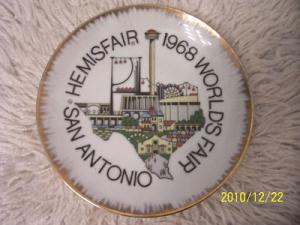 HEMISFAIR 1968 WORLD'S FAIR
SAN ANTONIO
2010/12/22